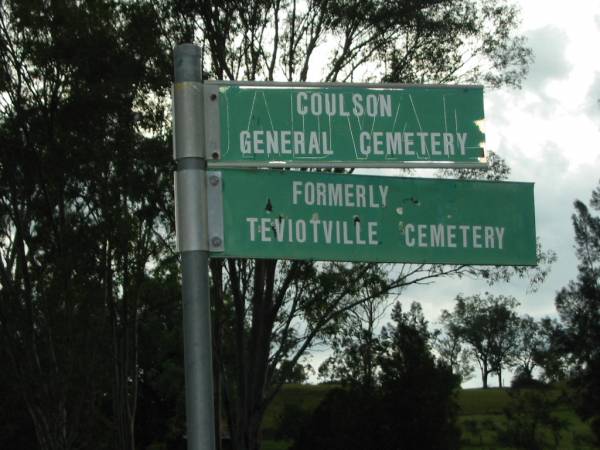 COULSON
GENERAL CEMETERY
FORMERLY
TEVIOTVILLE CEMETERY